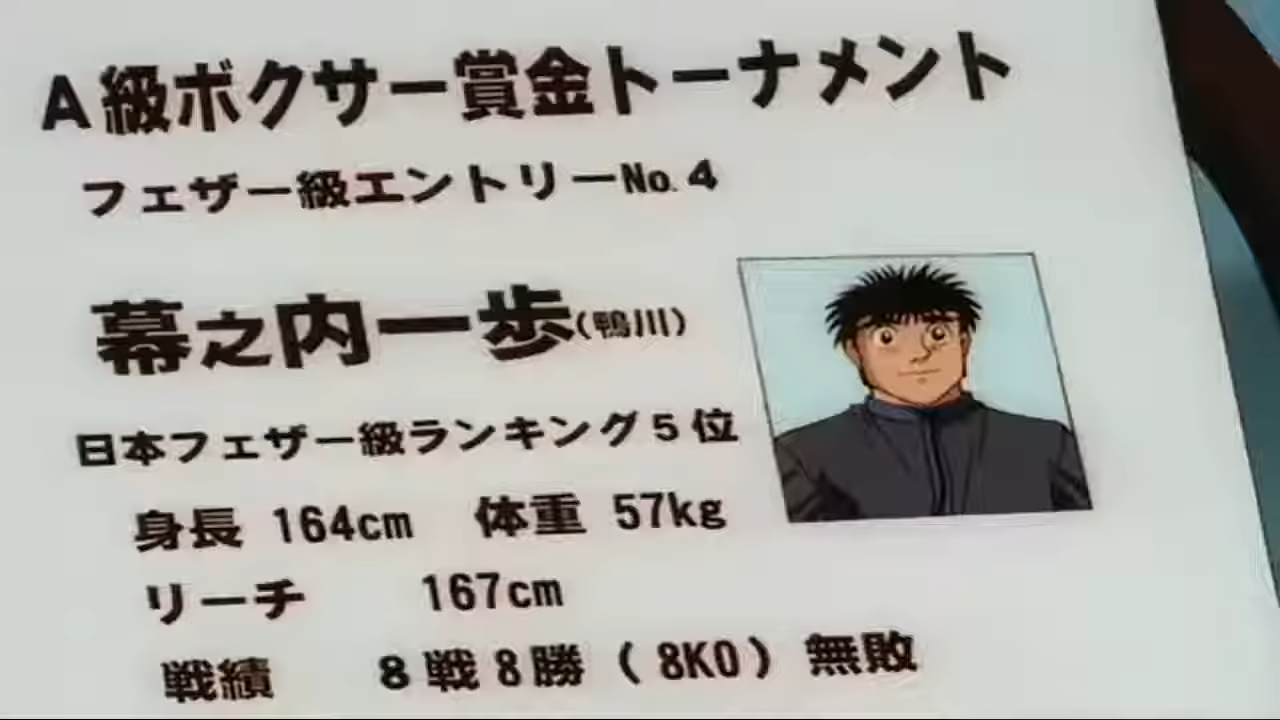 A級ボクサー賞金トーナメント
フェザー級エントリーNo.4
幕之内一歩(鴨川)
日本フェザー級ランキング5位
身長 164cm 体重 57kg
リーチ 167cm
戦績 8戦8勝(8KO)無敗